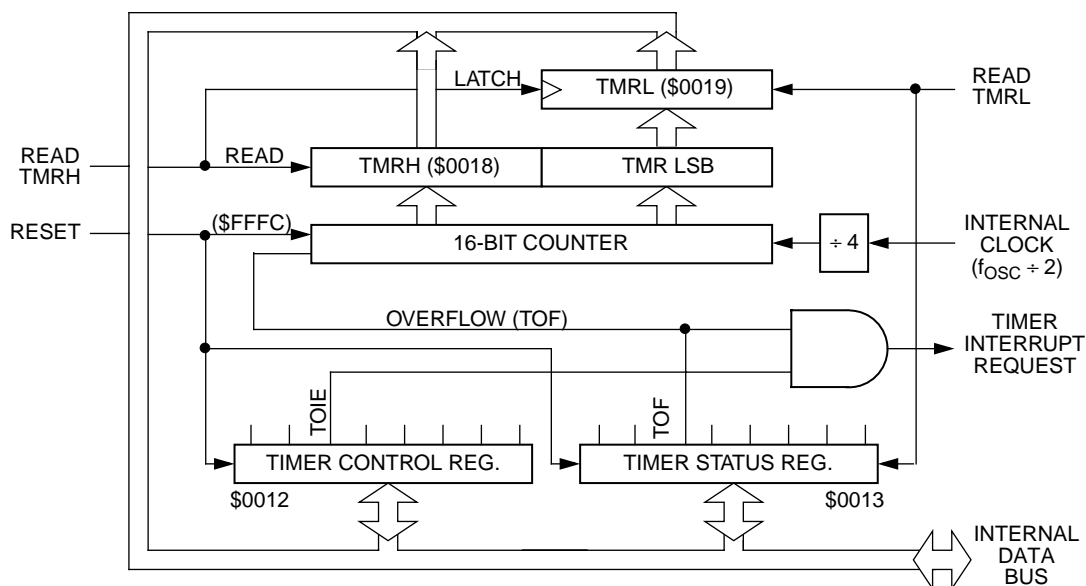 LATCH
TMRL ($0019)
READ
TMRL
READ
TMRH
READ
TMRH ($0018)
TMR LSB
RESET
($FFFC)
16-BIT COUNTER
÷ 4
INTERNAL
CLOCK
(fOSC ÷ 2)
OVERFLOW (TOF)
TIMER
INTERRUPT
REQUEST
TOIE
TOF
TIMER CONTROL REG.
TIMER STATUS REG.
$0012
$0013
INTERNAL
DATA
BUS